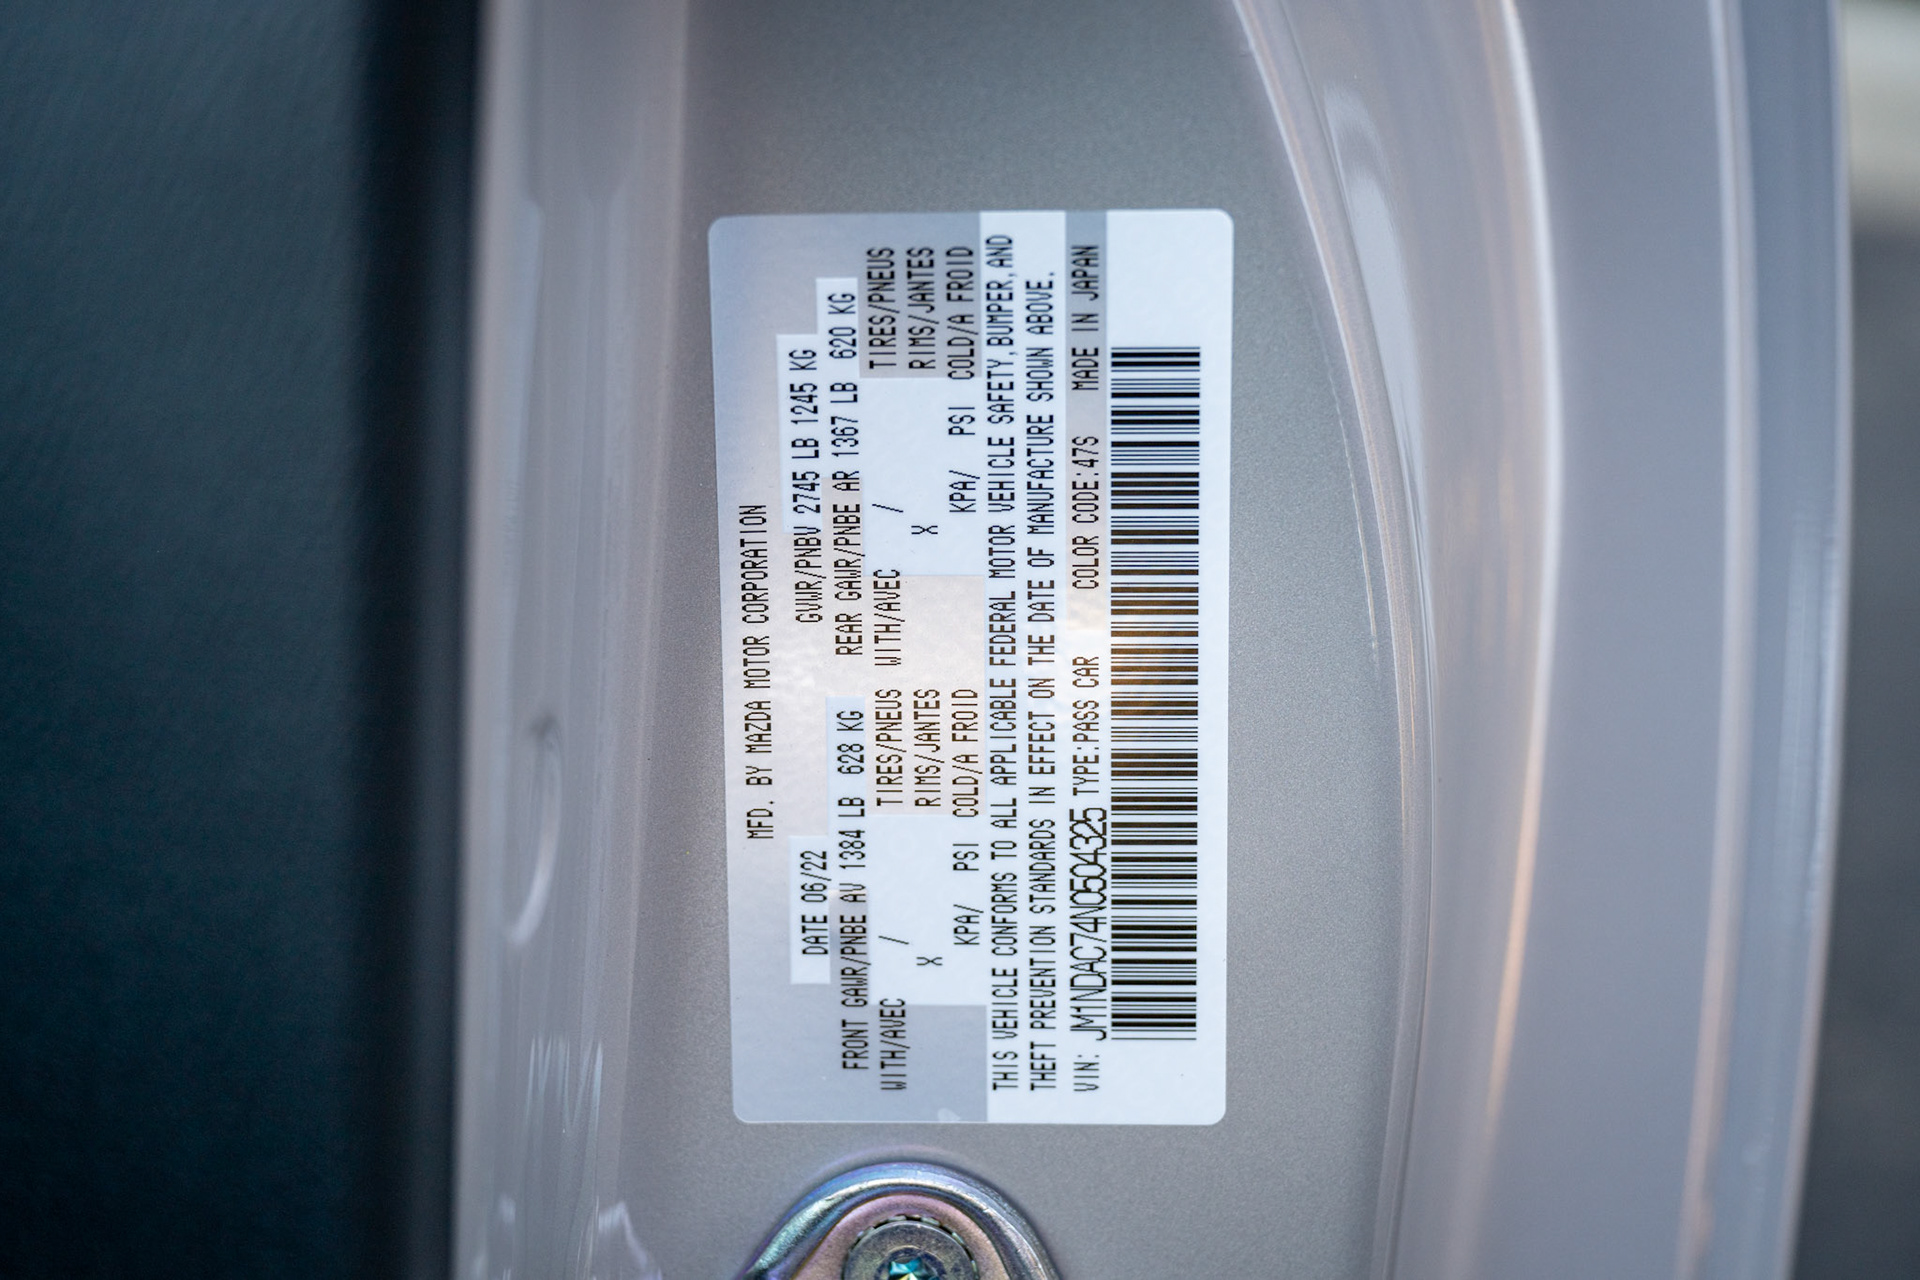 MFD. BY MAZDA MOTOR CORPORATION
DATE 06/22 GVWR/PNBV 2745 LB 1245 KG
FRONT GAWR/PNBE AV 1384 LB 628 KG REAR GAWR/PNBE AR 1367 LB 620 KG
WITH/AVEC / TIRES/PNEUS WITH/AVEC / TIRES/PNEUS
X RIMS/JANTES X RIMS/JANTES
KPA/ PSI COLD/A FROID KPA/ PSI COLD/A FROID
THIS VEHICLE CONFORMS TO ALL APPLICABLE FEDERAL MOTOR VEHICLE SAFETY,BUMPER,AND
THEFT PREVENTION STANDARDS IN EFFECT ON THE DATE OF MANUFACTURE SHOWN ABOVE.
VIN: JM1NDAC74N0504325 TYPE:PASS CAR COLOR CODE:47S MADE IN JAPAN